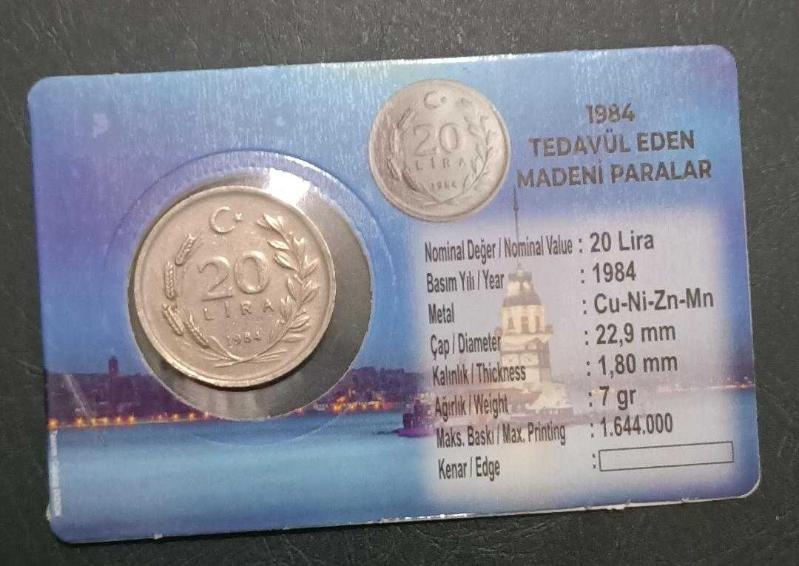 20
LİRA
1984
20
LİRA
1984
1984
TEDAVÜL EDEN
MADENİ PARALAR
Nominal Değer / Nominal Value : 20 Lira
Basım Yılı / Year : 1984
Metal : Cu-Ni-Zn-Mn
Çap / Diameter : 22,9 mm
Kalınlık / Thickness : 1,80 mm
Ağırlık / Weight : 7 gr
Maks. Baskı / Max. Printing : 1.644.000
Kenar / Edge :